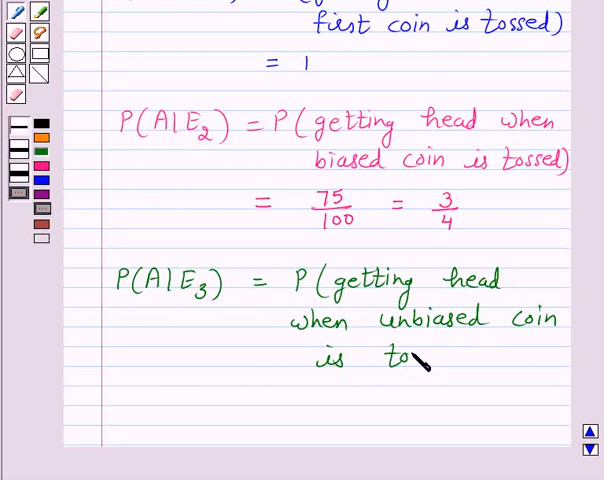 first coin is tossed)
= 1
P(A|E₂) = P(getting head when
biased coin is tossed)
= 75/100 = 3/4
P(A|E₃) = P(getting head
when unbiased coin
is to